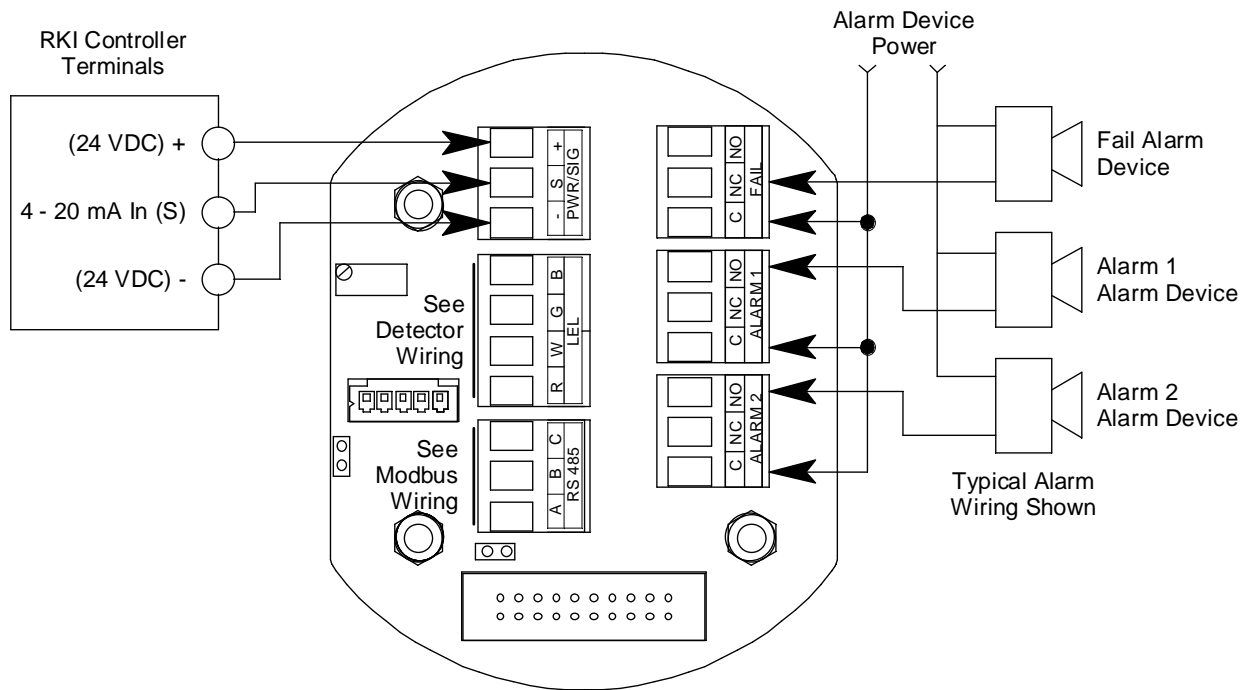 RKI Controller
Terminals
(24 VDC) +
4 - 20 mA In (S)
(24 VDC) -
Alarm Device
Power
Fail Alarm
Device
Alarm 1
Alarm Device
Alarm 2
Alarm Device
Typical Alarm
Wiring Shown
- S +
PWR/SIG
See
Detector
Wiring
R W G B
LEL
See
Modbus
Wiring
A B C
RS 485
C NC NO
FAIL
C NC NO
ALARM 1
C NC NO
ALARM 2